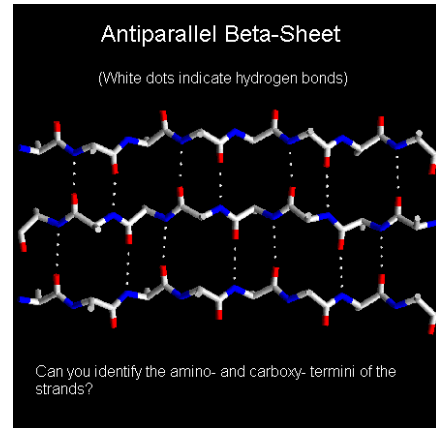 Antiparallel Beta-Sheet
(White dots indicate hydrogen bonds)
Can you identify the amino- and carboxy- termini of the
strands?